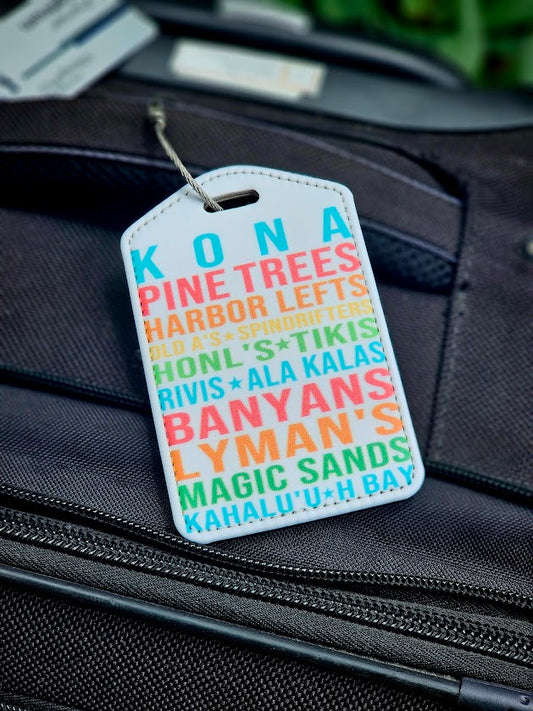 KONA
PINE TREES
HARBOR LEFTS
OLD A'S★SPINDRIFTERS
HONL'S★TIKIS
RIVIS★ALA KALAS
BANYANS
LYMAN'S
MAGIC SANDS
KAHALU'U★H BAY